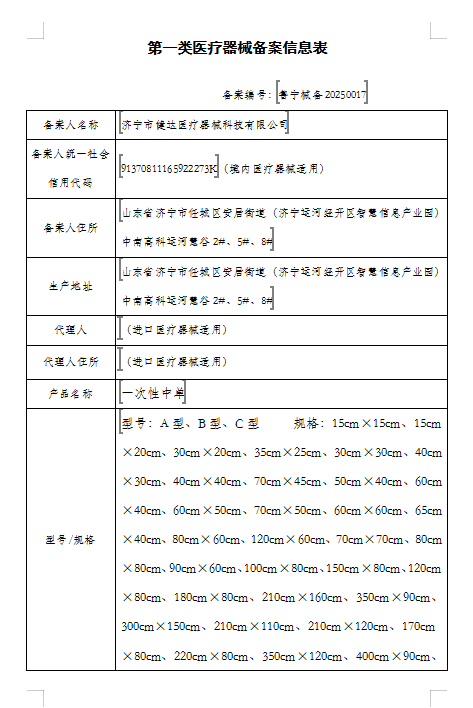 第一类医疗器械备案信息表
备案编号：鲁宁械备20250017
备案人名称
济宁市健达医疗器械科技有限公司
备案人统一社会
信用代码
91370811165922273K（境内医疗器械适用）
备案人住所
山东省济宁市任城区安居街道（济宁运河经开区智慧信息产业园）
中南高科运河慧谷2#、5#、8#
生产地址
山东省济宁市任城区安居街道（济宁运河经开区智慧信息产业园）
中南高科运河慧谷2#、5#、8#
代理人
（进口医疗器械适用）
代理人住所
（进口医疗器械适用）
产品名称
一次性中单
型号/规格
型号：A型、B型、C型 规格：15cm×15cm、15cm
×20cm、30cm×20cm、35cm×25cm、30cm×30cm、40cm
×30cm、40cm×40cm、70cm×45cm、50cm×40cm、60cm
×40cm、60cm×50cm、70cm×50cm、60cm×60cm、65cm
×40cm、80cm×60cm、120cm×60cm、70cm×70cm、80cm
×80cm、90cm×60cm、100cm×80cm、150cm×80cm、120cm
×80cm、180cm×80cm、210cm×160cm、350cm×90cm、
300cm×150cm、210cm×110cm、210cm×120cm、170cm
×80cm、220cm×80cm、350cm×120cm、400cm×90cm、